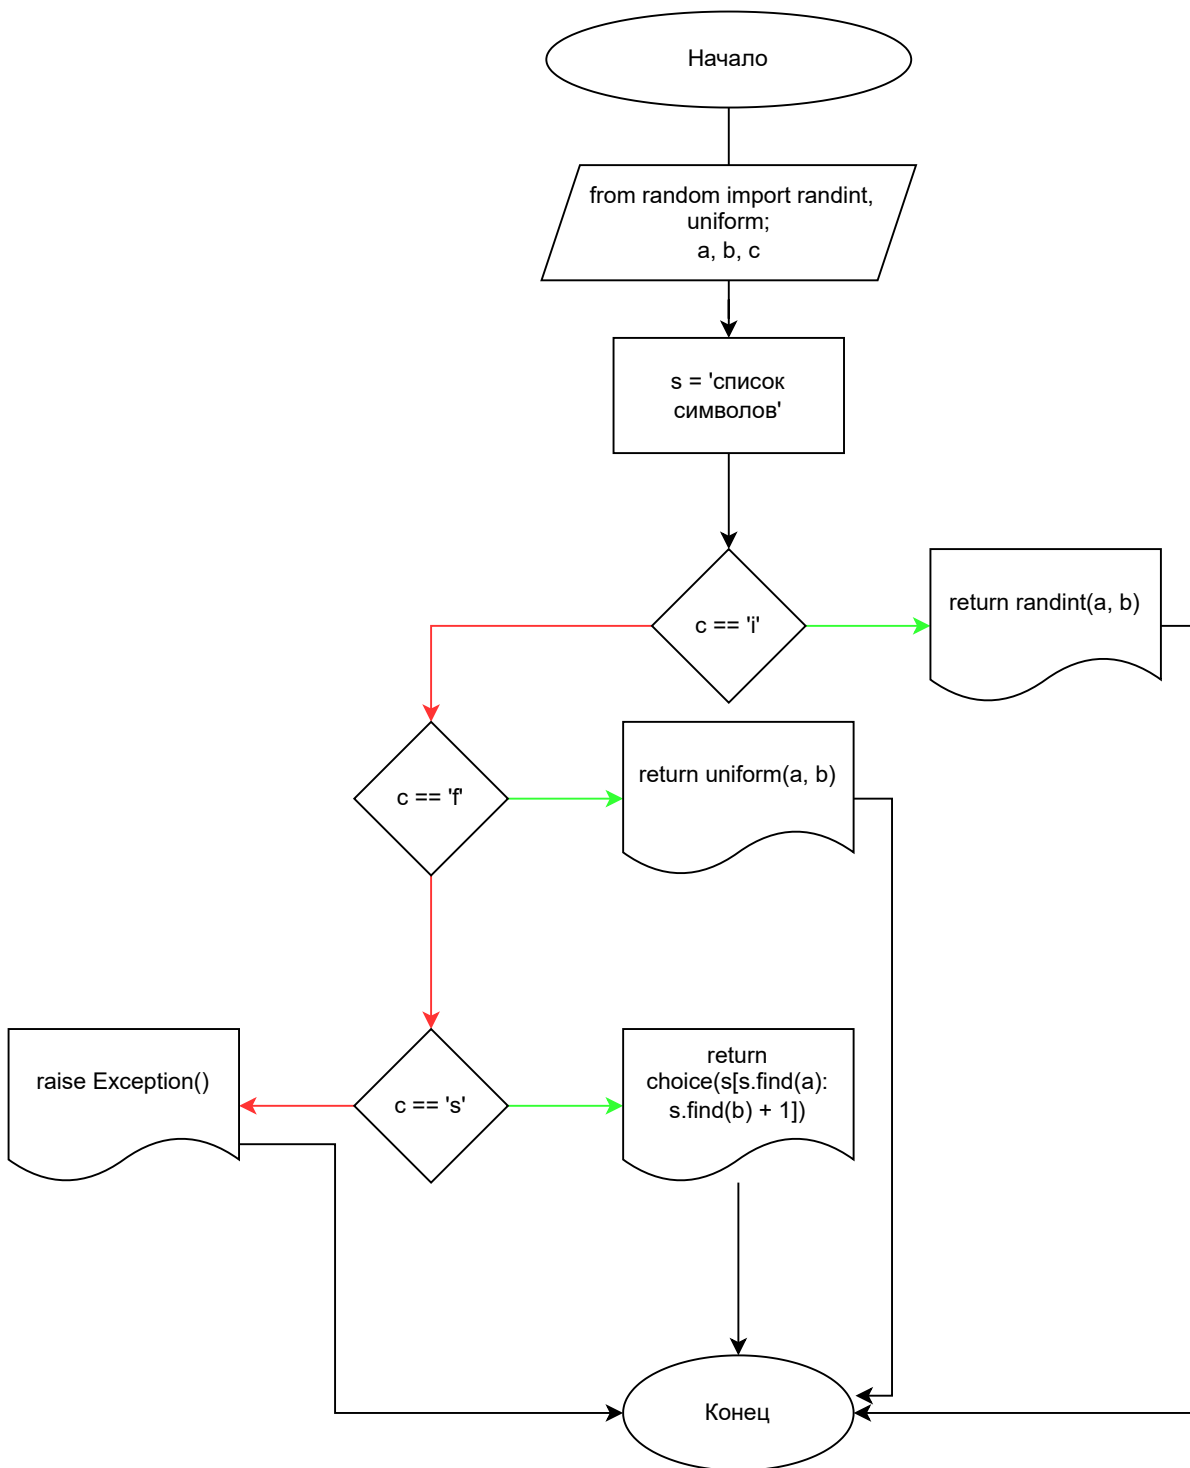 Начало
from random import randint,
uniform;
a, b, c
s = 'список
символов'
c == 'i'
return randint(a, b)
c == 'f'
return uniform(a, b)
raise Exception()
c == 's'
return
choice(s[s.find(a):
s.find(b) + 1])
Конец